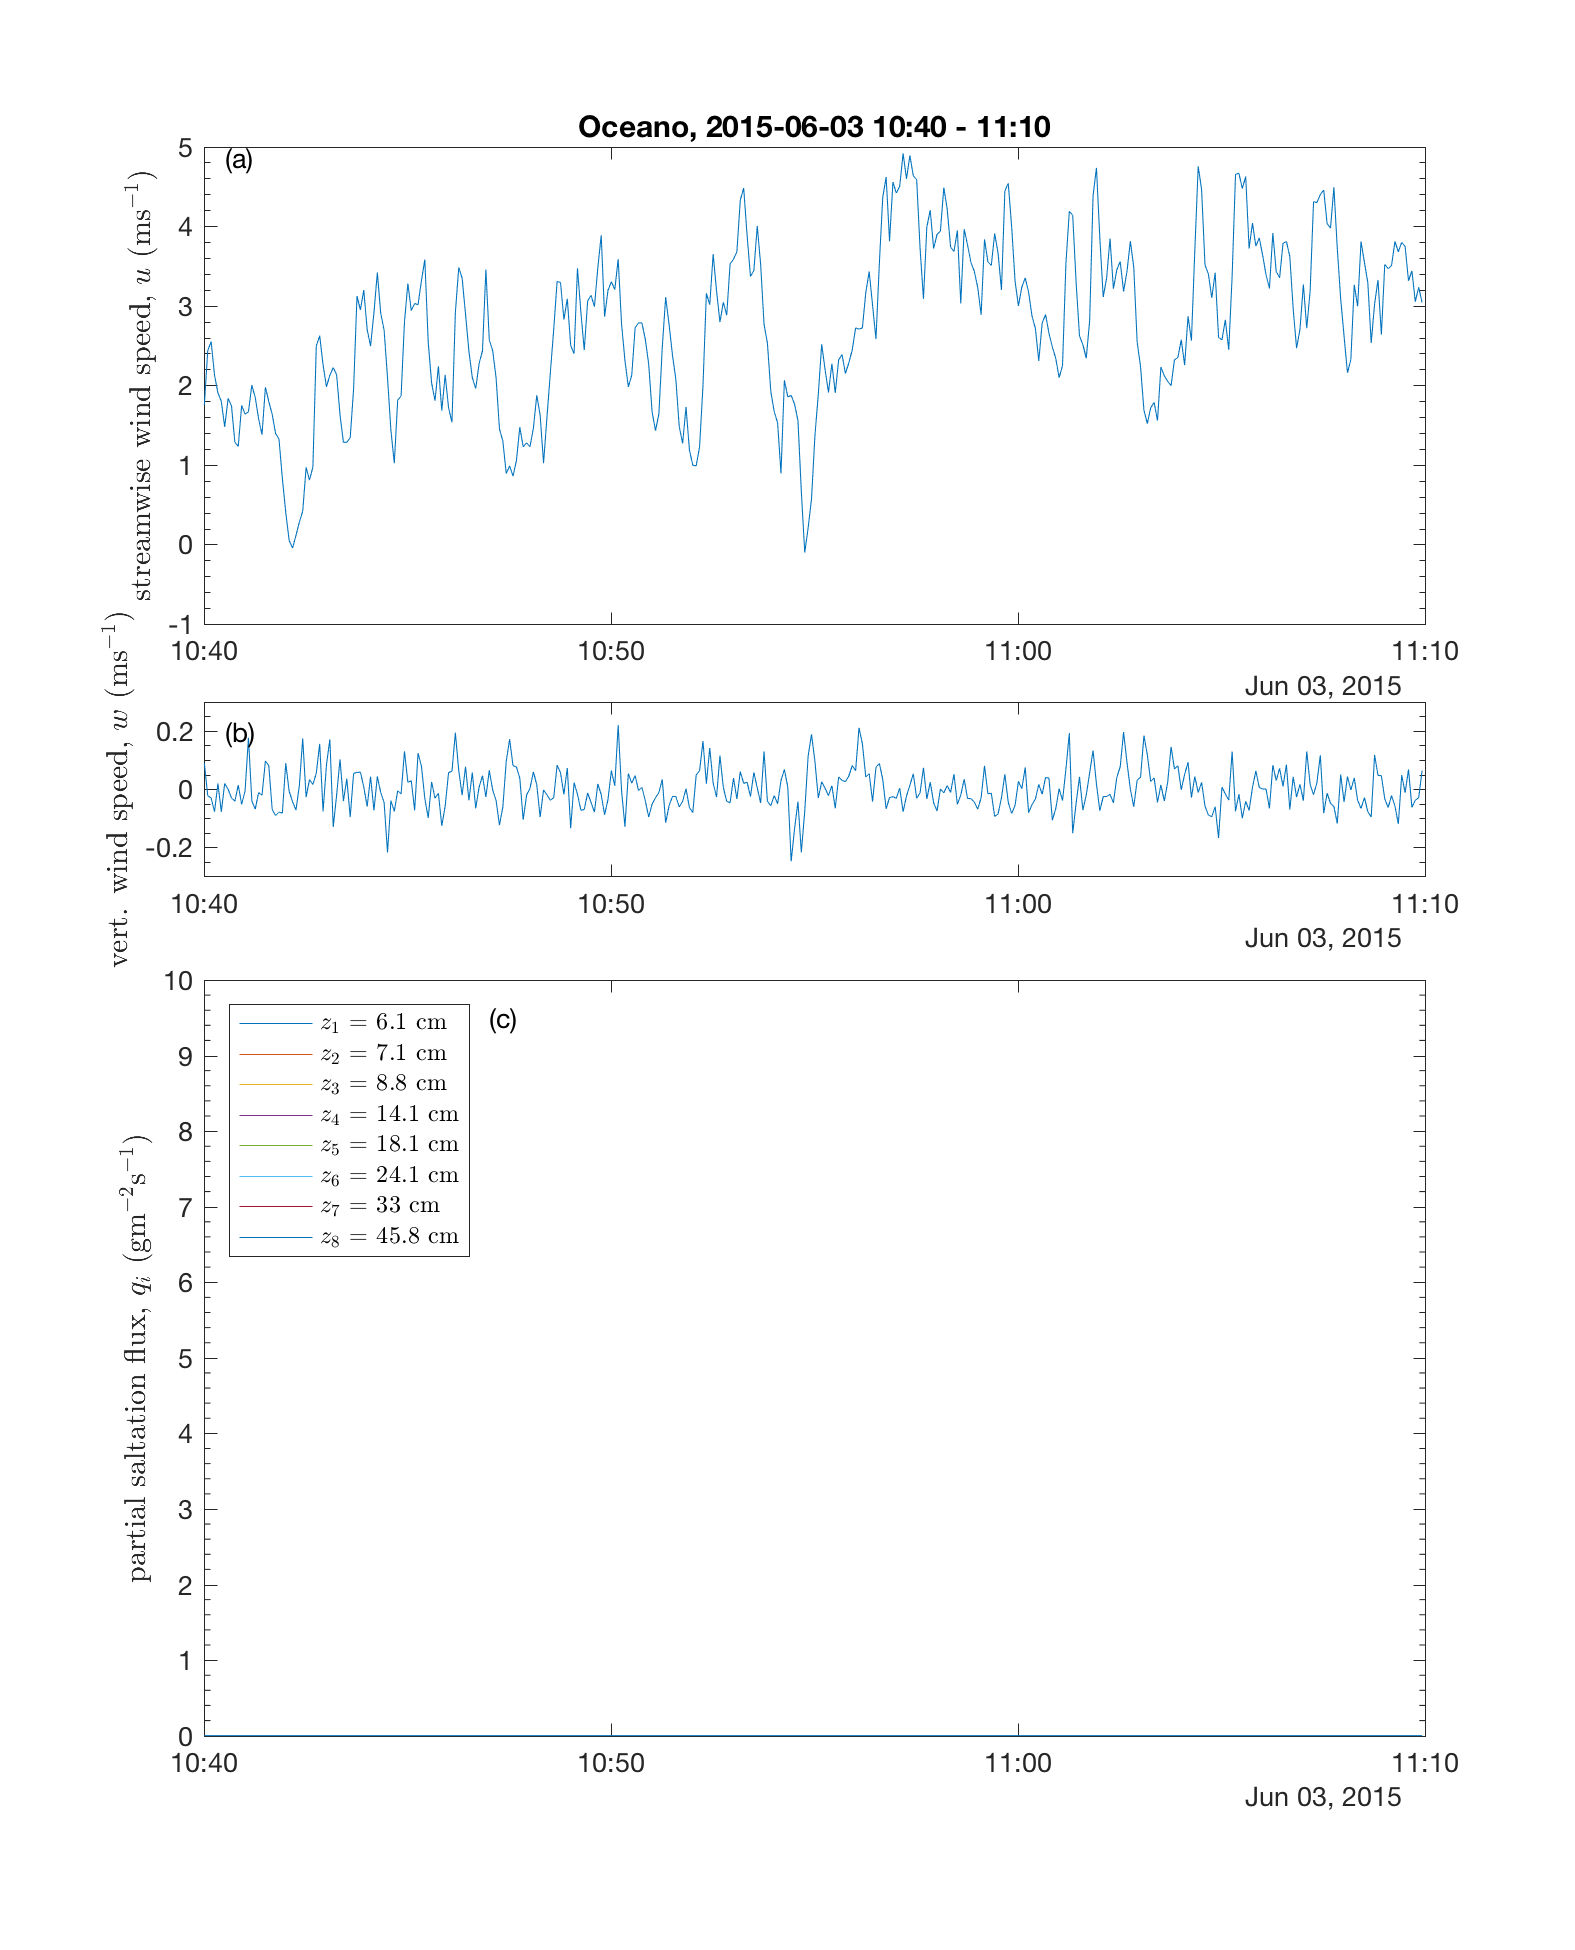 Oceano, 2015-06-03 10:40 - 11:10
(a)
streamwise wind speed, u (ms⁻¹)
5
4
3
2
1
0
-1
10:40 10:50 11:00 11:10
Jun 03, 2015
(b)
vert. wind speed, w (ms⁻¹)
0.2
0
-0.2
10:40 10:50 11:00 11:10
Jun 03, 2015
(c)
partial saltation flux, qᵢ (gm⁻²s⁻¹)
10
9
8
7
6
5
4
3
2
1
0
z₁ = 6.1 cm
z₂ = 7.1 cm
z₃ = 8.8 cm
z₄ = 14.1 cm
z₅ = 18.1 cm
z₆ = 24.1 cm
z₇ = 33 cm
z₈ = 45.8 cm
10:40 10:50 11:00 11:10
Jun 03, 2015